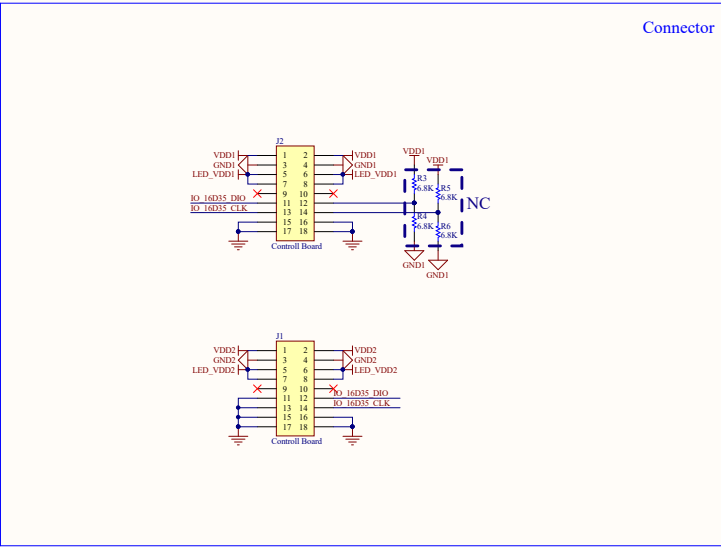 Connector
J2
VDD1 1 2 VDD1
GND1 3 4 GND1
LED_VDD1 5 6 LED_VDD1
7 8
9 10
IO_16D35_DIO 11 12
IO_16D35_CLK 13 14
15 16
17 18
Controll Board
VDD1
VDD1
R3
6.8K
R5
6.8K
NC
R4
6.8K
R6
6.8K
GND1
GND1
J1
VDD2 1 2 VDD2
GND2 3 4 GND2
LED_VDD2 5 6 LED_VDD2
7 8
9 10
11 12 IO_16D35_DIO
13 14 IO_16D35_CLK
15 16
17 18
Controll Board